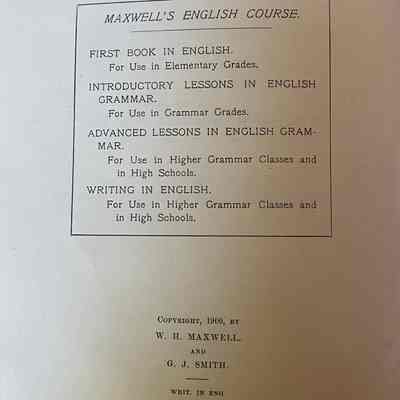 MAXWELL'S ENGLISH COURSE.
FIRST BOOK IN ENGLISH.
For Use in Elementary Grades.
INTRODUCTORY LESSONS IN ENGLISH
GRAMMAR.
For Use in Grammar Grades.
ADVANCED LESSONS IN ENGLISH GRAM-
MAR.
For Use in Higher Grammar Classes and
in High Schools.
WRITING IN ENGLISH.
For Use in Higher Grammar Classes and
in High Schools.
COPYRIGHT, 1900, BY
W. H. MAXWELL.
AND
G. J. SMITH.
WRIT. IN ENG